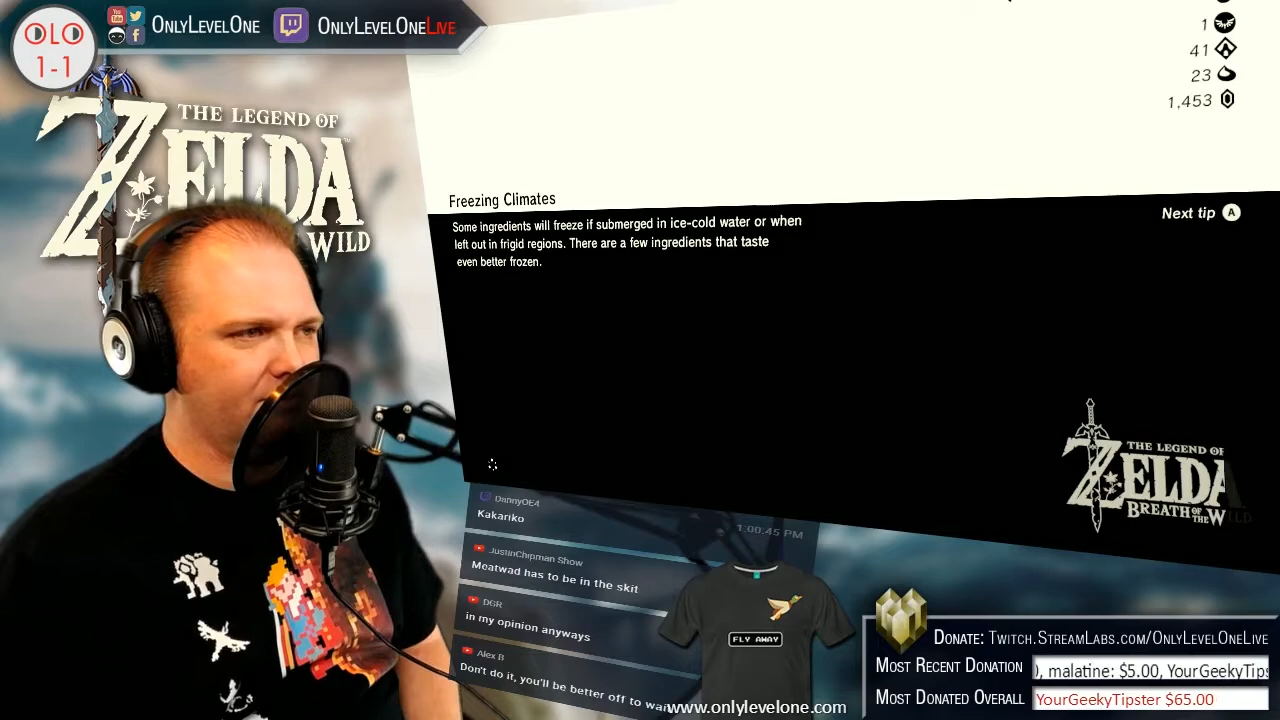 OLO
1-1
OnlyLevelOne
OnlyLevelOneLive
THE LEGEND OF
ZELDA
WILD
1
41
23
1,453
Freezing Climates
Some ingredients will freeze if submerged in ice-cold water or when
left out in frigid regions. There are a few ingredients that taste
even better frozen.
Next tip A
THE LEGEND OF
ZELDA
BREATH OF THE WILD
DannyOE4
Kakariko
1:00:45 PM
JustinChipman Show
Meatwad has to be in the skit
DGR
in my opinion anyways
Alex B
Don't do it, you'll be better off to
FLY AWAY
www.onlylevelone.com
Donate: Twitch.StreamLabs.com/OnlyLevelOneLive
Most Recent Donation
), malatine: $5.00, YourGeekyTips
Most Donated Overall
YourGeekyTipster $65.00